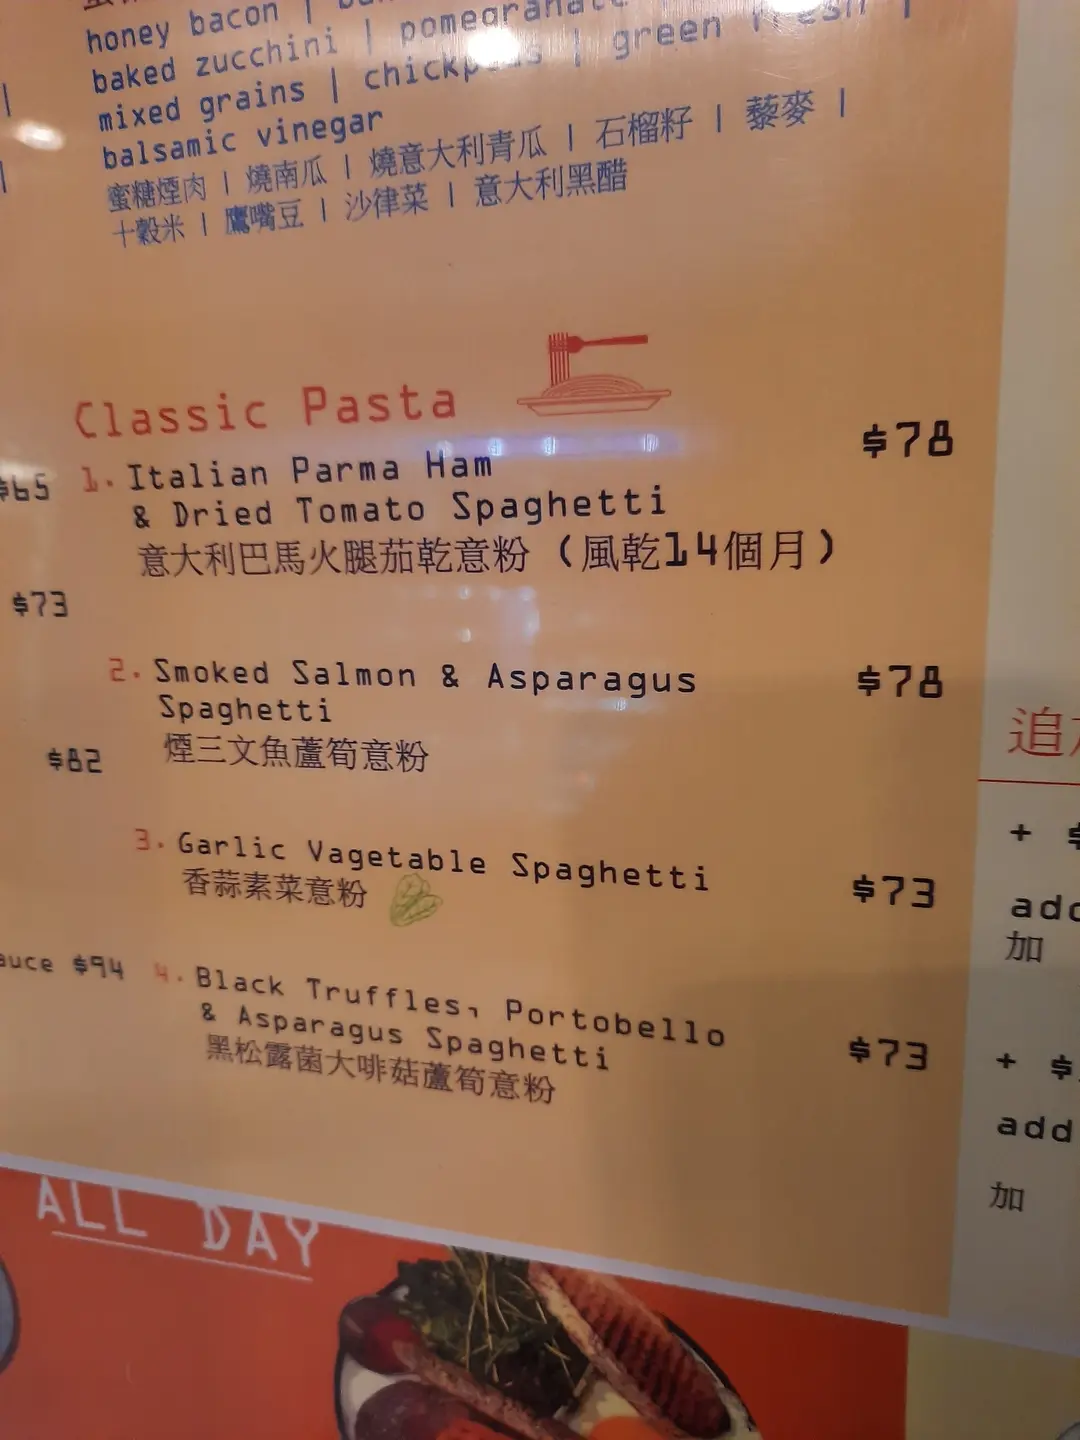 honey bacon |
baked zucchini | pomegranate
mixed grains | chickpeas | green fresh |
balsamic vinegar
蜜糖煙肉 | 燒南瓜 | 燒意大利青瓜 | 石榴籽 | 藜麥 |
十穀米 | 鷹嘴豆 | 沙律菜 | 意大利黑醋
Classic Pasta
$65
1. Italian Parma Ham $78
& Dried Tomato Spaghetti
意大利巴馬火腿茄乾意粉 (風乾14個月)
$73
2. Smoked Salmon & Asparagus $78
Spaghetti
煙三文魚蘆筍意粉
$82
3. Garlic Vagetable Spaghetti $73
香蒜素菜意粉
$94
4. Black Truffles, Portobello
& Asparagus Spaghetti $73
黑松露菌大啡菇蘆筍意粉
追
+ $
add
加
+ $
add
加
ALL DAY